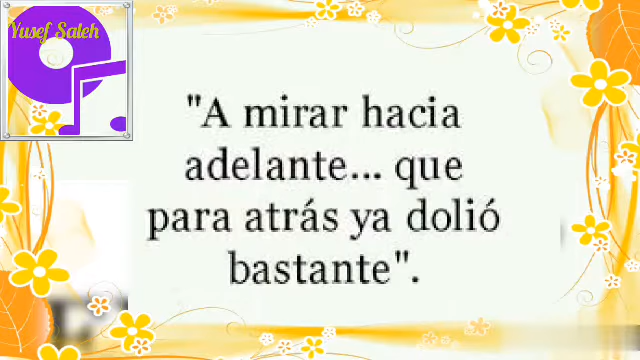 Yusef Saleh
"A mirar hacia
adelante... que
para atrás ya dolió
bastante".